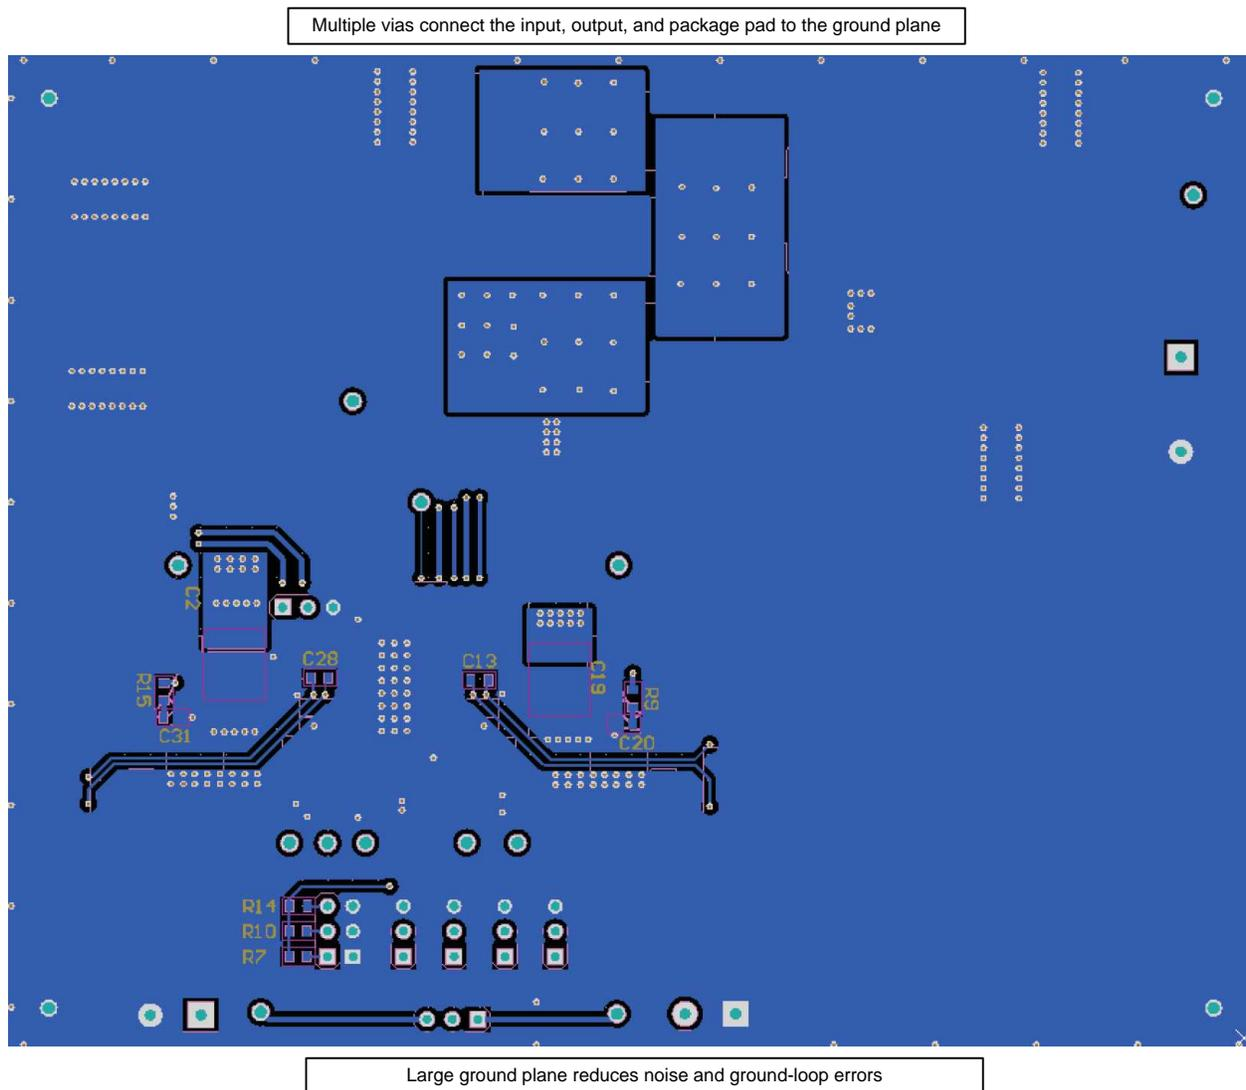 Multiple vias connect the input, output, and package pad to the ground plane
C2
C28
C13
C19
R15
R9
C31
C20
R14
R10
R7
Large ground plane reduces noise and ground-loop errors